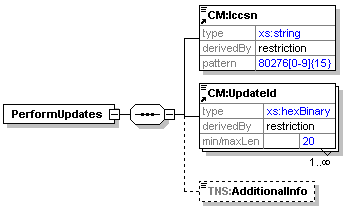 CM:Iccsn
type xs:string
derivedBy restriction
pattern 80276[0-9]{15}
PerformUpdates
CM:UpdateId
type xs:hexBinary
derivedBy restriction
min/maxLen 20
1..∞
TNS:AdditionalInfo